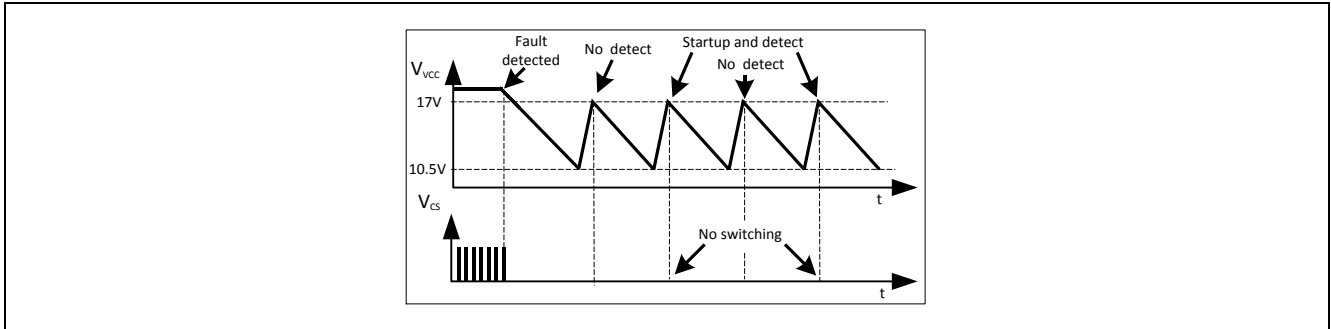 Fault
detected
No detect
Startup and detect
No detect
Vvcc
17V
10.5V
t
Vcs
No switching
t